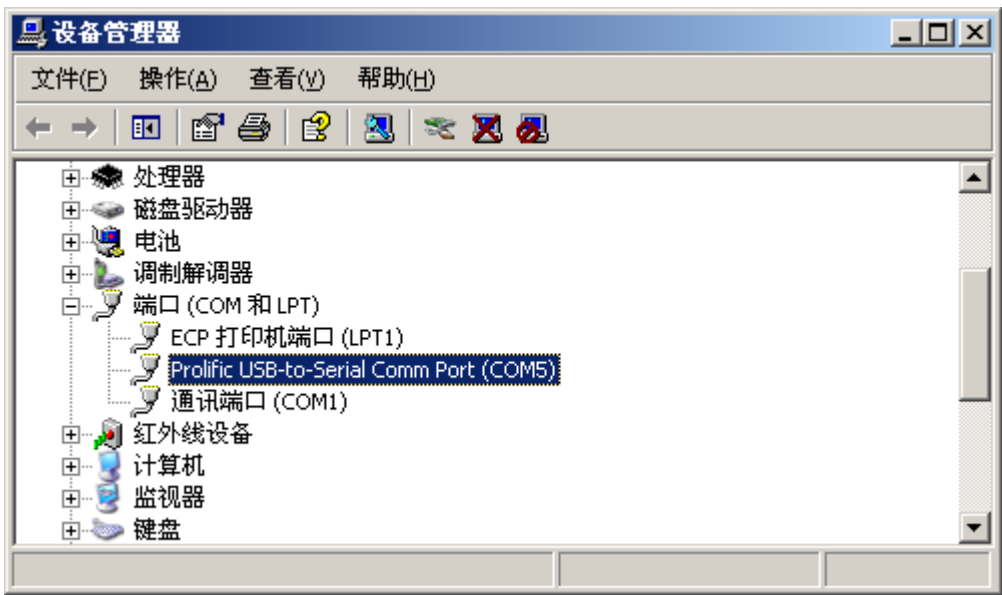 设备管理器
文件(F) 操作(A) 查看(V) 帮助(H)
处理器
磁盘驱动器
电池
调制解调器
端口 (COM 和 LPT)
ECP 打印机端口 (LPT1)
Prolific USB-to-Serial Comm Port (COM5)
通讯端口 (COM1)
红外线设备
计算机
监视器
键盘